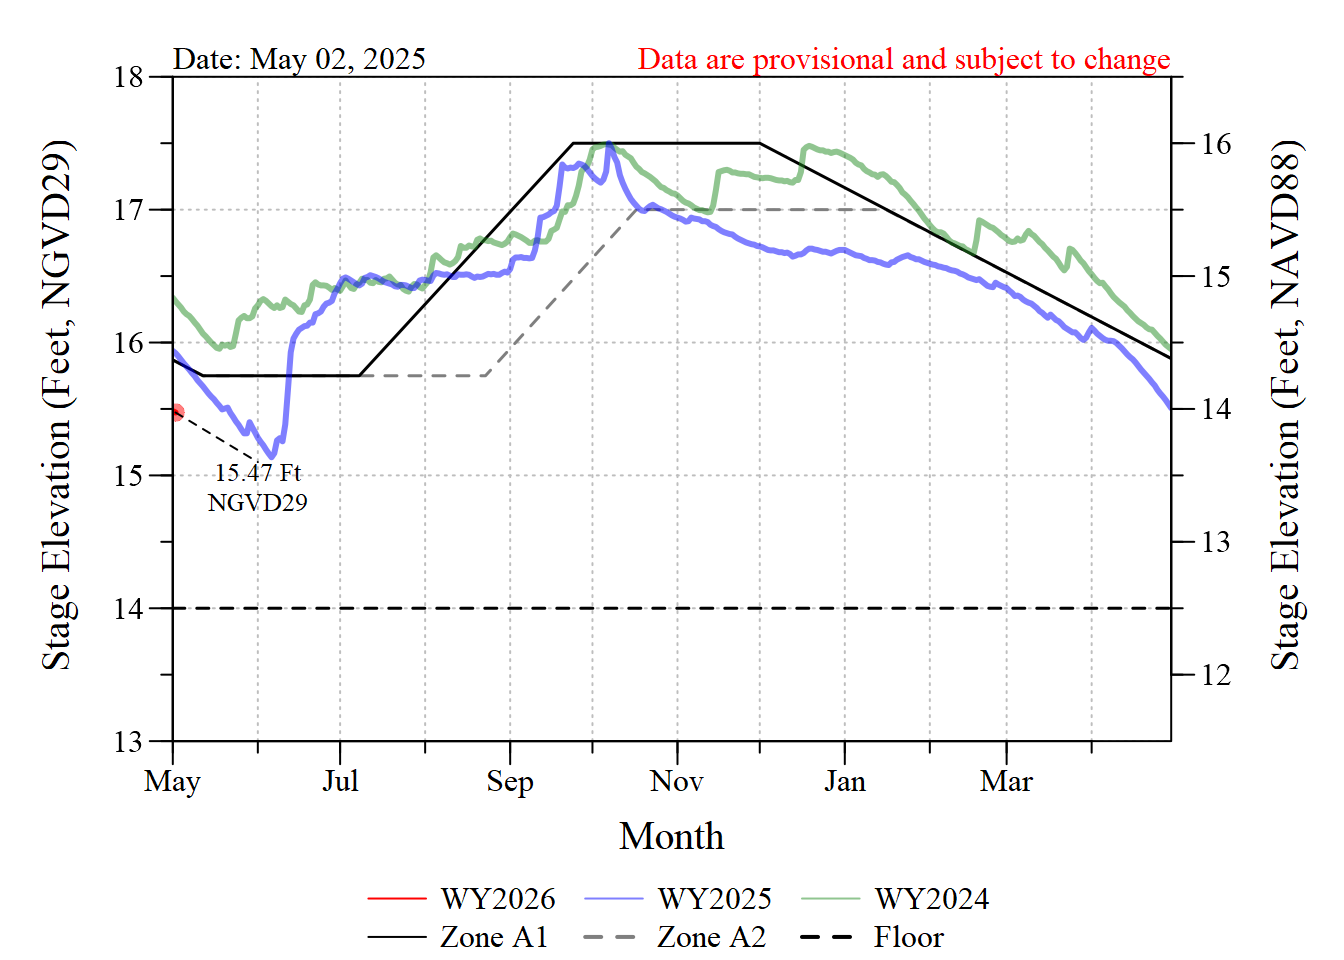 Date: May 02, 2025
Data are provisional and subject to change
18
17
16
15
14
13
Stage Elevation (Feet, NGVD29)
16
15
14
13
12
Stage Elevation (Feet, NAVD88)
15.47 Ft
NGVD29
May Jul Sep Nov Jan Mar
Month
WY2026 WY2025 WY2024
Zone A1 Zone A2 Floor